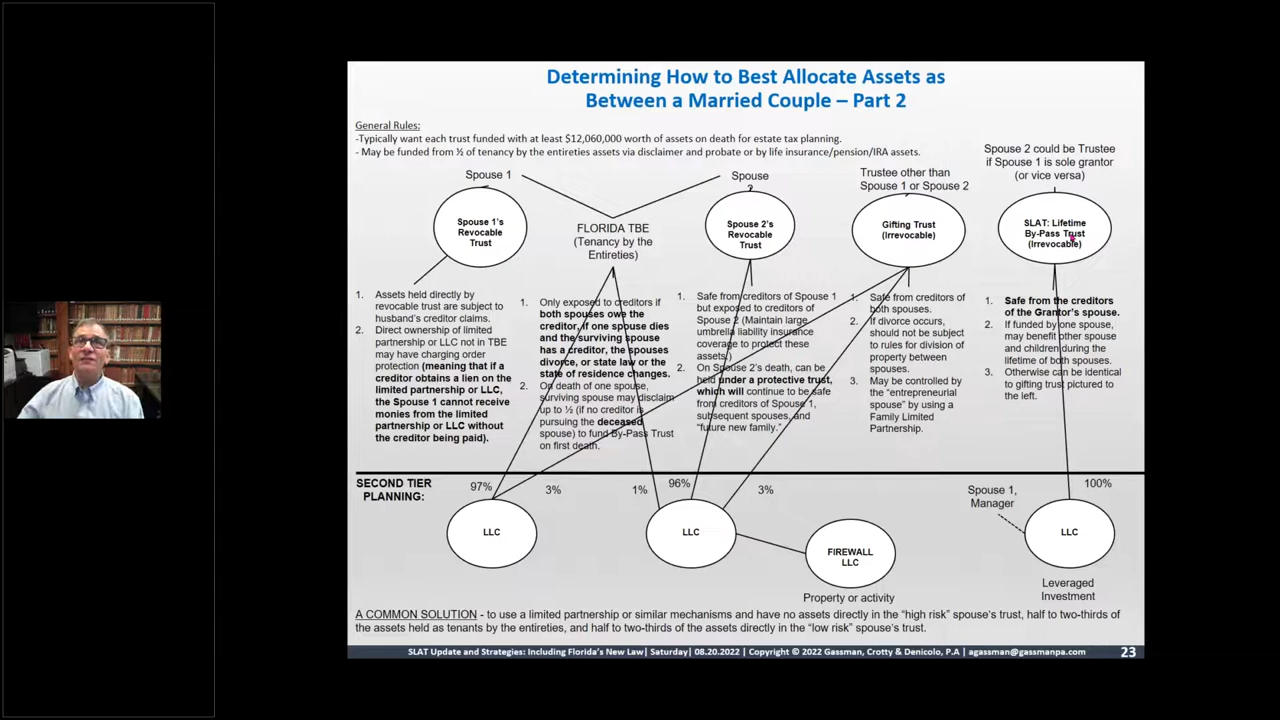 Determining How to Best Allocate Assets as
Between a Married Couple – Part 2
General Rules:
-Typically want each trust funded with at least $12,060,000 worth of assets on death for estate tax planning.
- May be funded from ½ of tenancy by the entireties assets via disclaimer and probate or by life insurance/pension/IRA assets.
Spouse 1
Spouse
2
Trustee other than
Spouse 1 or Spouse 2
Spouse 2 could be Trustee
if Spouse 1 is sole grantor
(or vice versa)
Spouse 1's
Revocable
Trust
FLORIDA TBE
(Tenancy by the
Entireties)
Spouse 2's
Revocable
Trust
Gifting Trust
(Irrevocable)
SLAT: Lifetime
By-Pass Trust
(Irrevocable)
1. Assets held directly by
revocable trust are subject to
husband's creditor claims.
2. Direct ownership of limited
partnership or LLC not in TBE
may have charging order
protection (meaning that if a
creditor obtains a lien on the
limited partnership or LLC,
the Spouse 1 cannot receive
monies from the limited
partnership or LLC without
the creditor being paid).
1. Only exposed to creditors if
both spouses owe the
creditor, if one spouse dies
and the surviving spouse
has a creditor, the spouses
divorce, or state law or the
state of residence changes.
2. On death of one spouse,
surviving spouse may disclaim
up to ½ (if no creditor is
pursuing the deceased
spouse) to fund By-Pass Trust
on first death.
1. Safe from creditors of Spouse 1
but exposed to creditors of
Spouse 2 (Maintain large
umbrella liability insurance
coverage to protect these
assets.)
2. On Spouse 2's death, can be
held under a protective trust,
which will continue to be safe
from creditors of Spouse 1,
subsequent spouses, and
"future new family."
1. Safe from creditors of
both spouses.
2. If divorce occurs,
should not be subject
to rules for division of
property between
spouses.
3. May be controlled by
the "entrepreneurial
spouse" by using a
Family Limited
Partnership.
1. Safe from the creditors
of the Grantor's spouse.
2. If funded by one spouse,
may benefit other spouse
and children during the
lifetime of both spouses.
3. Otherwise can be identical
to gifting trust pictured to
the left.
SECOND TIER
PLANNING:
97%
3%
1%
96%
3%
100%
Spouse 1,
Manager
LLC
LLC
FIREWALL
LLC
LLC
Property or activity
Leveraged
Investment
A COMMON SOLUTION - to use a limited partnership or similar mechanisms and have no assets directly in the "high risk" spouse's trust, half to two-thirds of
the assets held as tenants by the entireties, and half to two-thirds of the assets directly in the "low risk" spouse's trust.
SLAT Update and Strategies: Including Florida's New Law| Saturday| 08.20.2022 | Copyright © 2022 Gassman, Crotty & Denicolo, P.A | agassman@gassmanpa.com 23